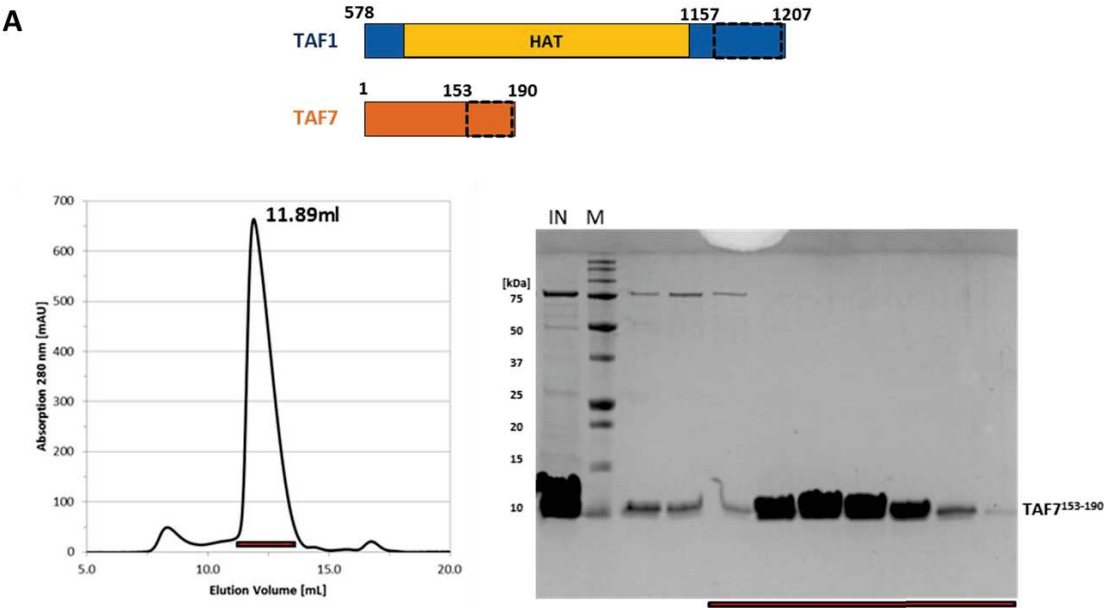 A
578 1157 1207
TAF1 HAT
1 153 190
TAF7
700
600
500
400
300
200
100
0
11.89ml
Absorption 280 nm [mAU]
5.0 10.0 15.0 20.0
Elution Volume [mL]
IN M
[kDa]
75
50
37
25
20
15
10
TAF7¹⁵³⁻¹⁹⁰